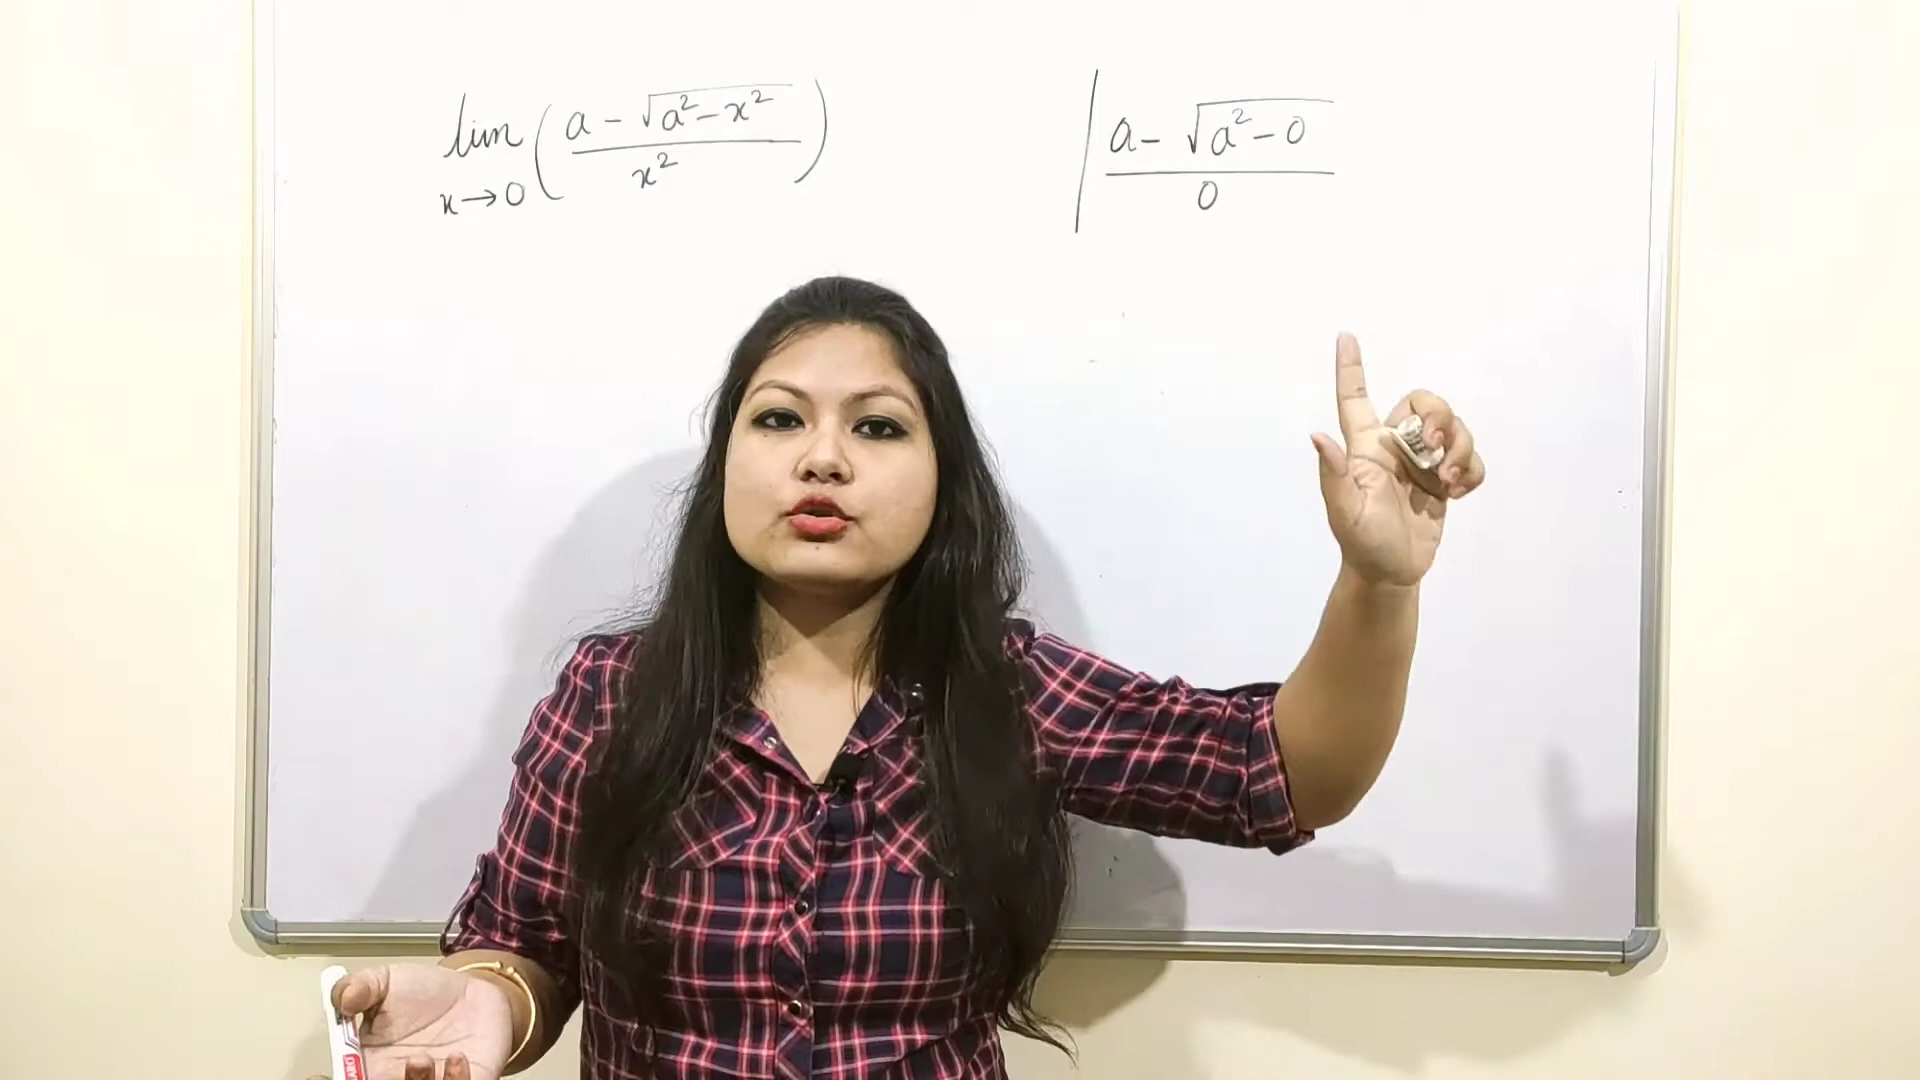 lim (a - √a² - x²
x→0 x²)
a - √a² - 0
0